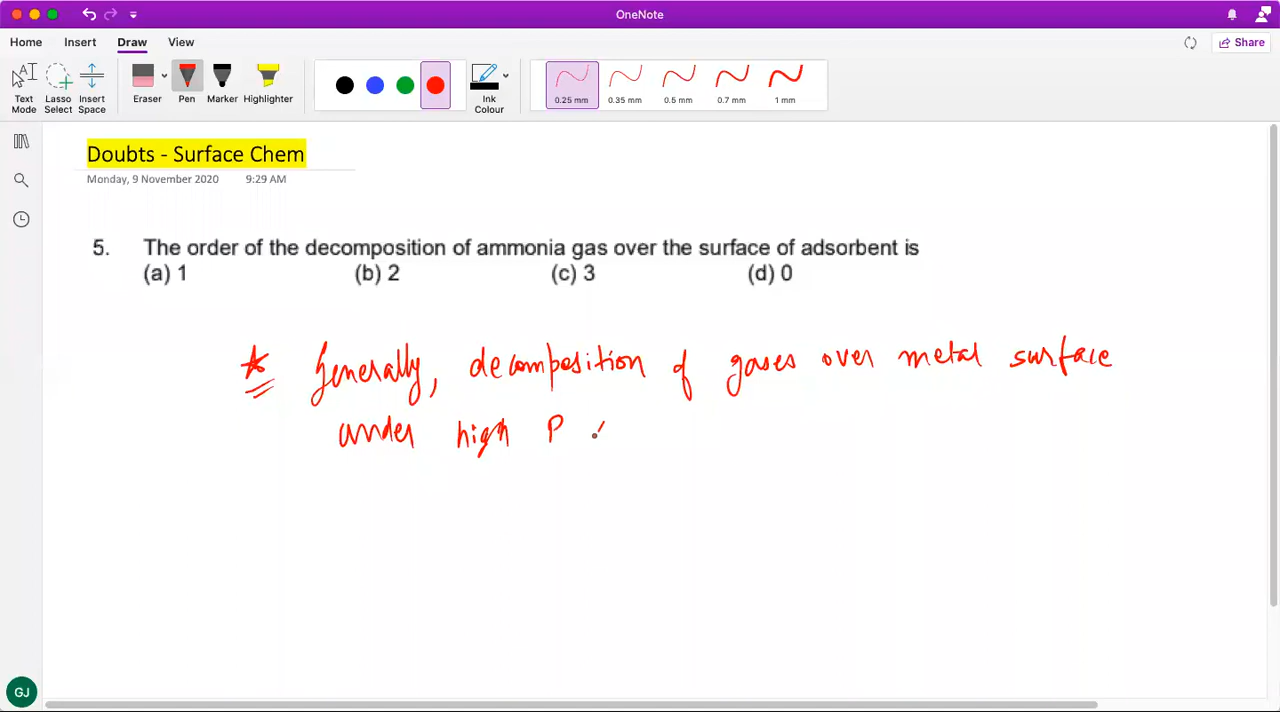 OneNote
Home Insert Draw View
Share
Text Mode
Lasso Select
Insert Space
Eraser
Pen
Marker
Highlighter
Ink Colour
0.25 mm
0.35 mm
0.5 mm
0.7 mm
1 mm
Doubts - Surface Chem
Monday, 9 November 2020 9:29 AM
5. The order of the decomposition of ammonia gas over the surface of adsorbent is
(a) 1 (b) 2 (c) 3 (d) 0
Generally, decomposition of gases over metal surface
under high P
GJ